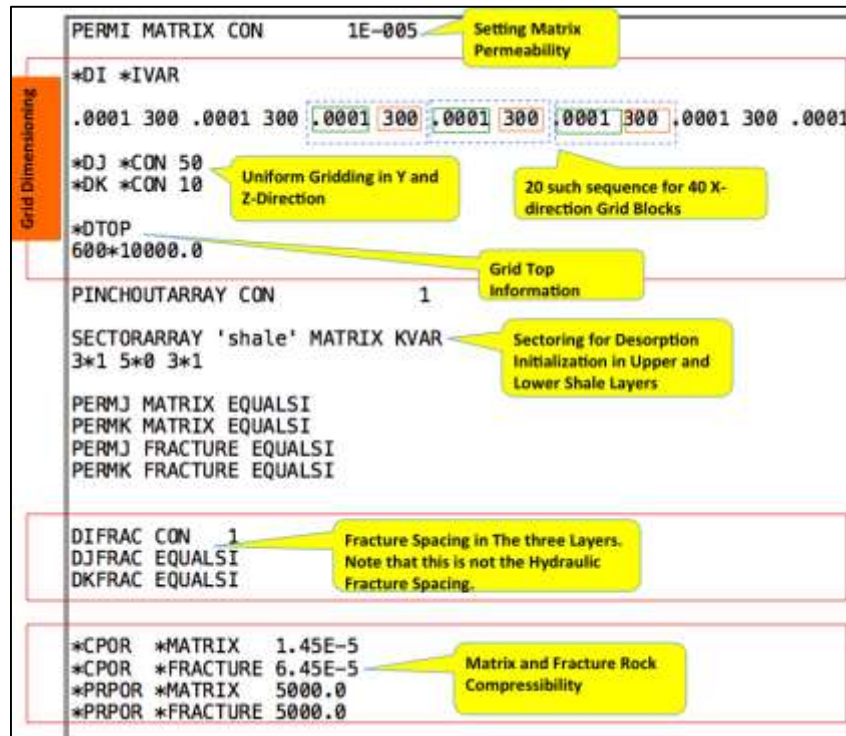 PERMI MATRIX CON 1E-005
Setting Matrix
Permeability
Grid Dimensioning
*DI *IVAR
.0001 300 .0001 300 .0001 300 .0001 300 .0001 300 .0001 300 .0001
*DJ *CON 50
*DK *CON 10
Uniform Gridding in Y and
Z-Direction
20 such sequence for 40 X-
direction Grid Blocks
*DTOP
600*10000.0
Grid Top
Information
PINCHOUTARRAY CON 1
SECTORARRAY 'shale' MATRIX KVAR
3*1 5*0 3*1
Sectoring for Desorption
Initialization in Upper and
Lower Shale Layers
PERMJ MATRIX EQUALSI
PERMK MATRIX EQUALSI
PERMJ FRACTURE EQUALSI
PERMK FRACTURE EQUALSI
DIFRAC CON 1
DJFRAC EQUALSI
DKFRAC EQUALSI
Fracture Spacing in The three Layers.
Note that this is not the Hydraulic
Fracture Spacing.
*CPOR *MATRIX 1.45E-5
*CPOR *FRACTURE 6.45E-5
*PRPOR *MATRIX 5000.0
*PRPOR *FRACTURE 5000.0
Matrix and Fracture Rock
Compressibility